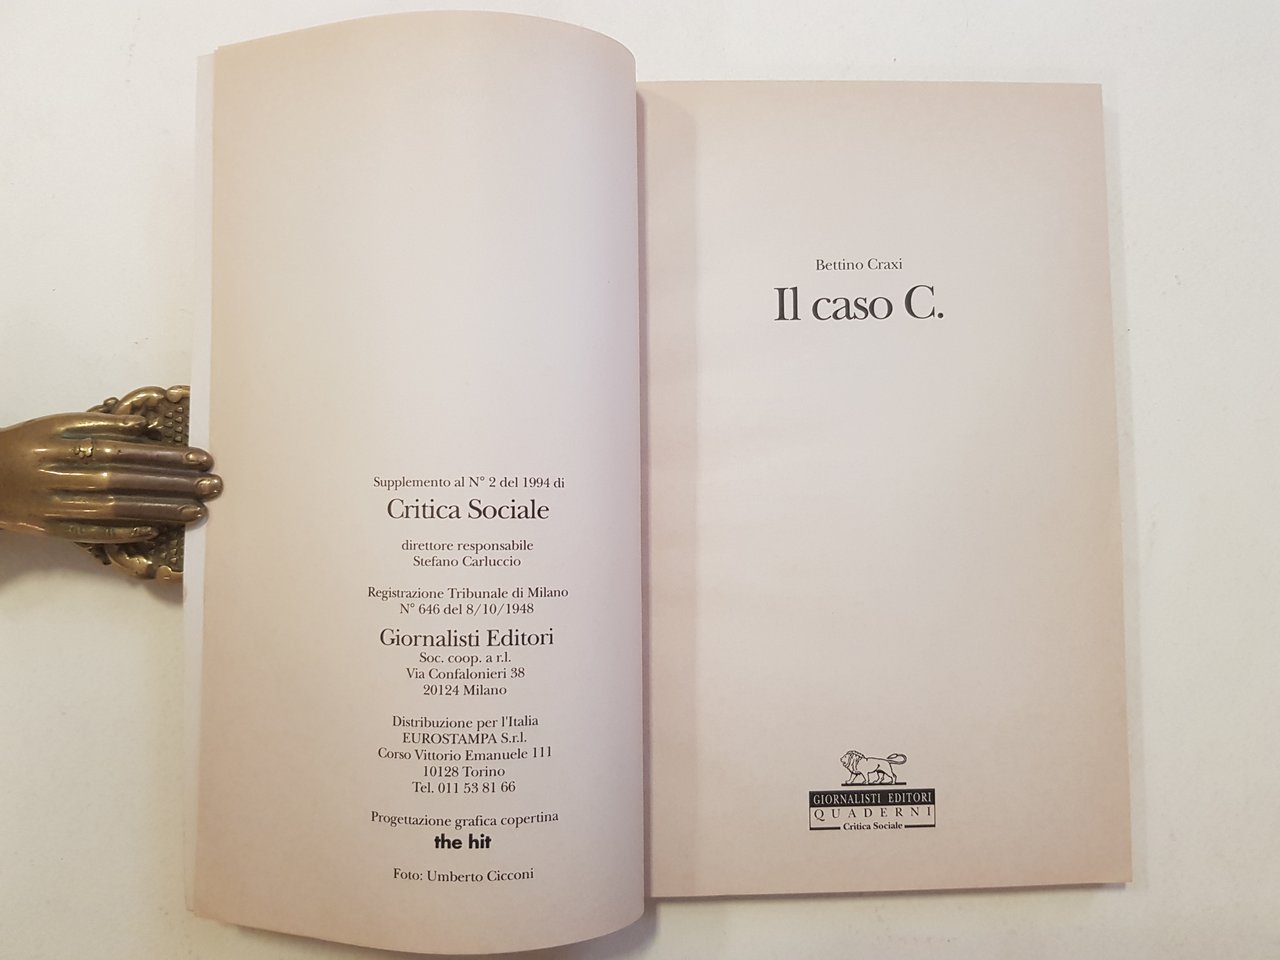 Supplemento al N° 2 del 1994 di
Critica Sociale
direttore responsabile
Stefano Carluccio
Registrazione Tribunale di Milano
N° 646 del 8/10/1948
Giornalisti Editori
Soc. coop. a r.l.
Via Confalonieri 38
20124 Milano
Distribuzione per l'Italia
EUROSTAMPA S.r.l.
Corso Vittorio Emanuele 111
10128 Torino
Tel. 011 53 81 66
Progettazione grafica copertina
the hit
Foto: Umberto Cicconi
Bettino Craxi
Il caso C.
GIORNALISTI EDITORI
QUADERNI
Critica Sociale